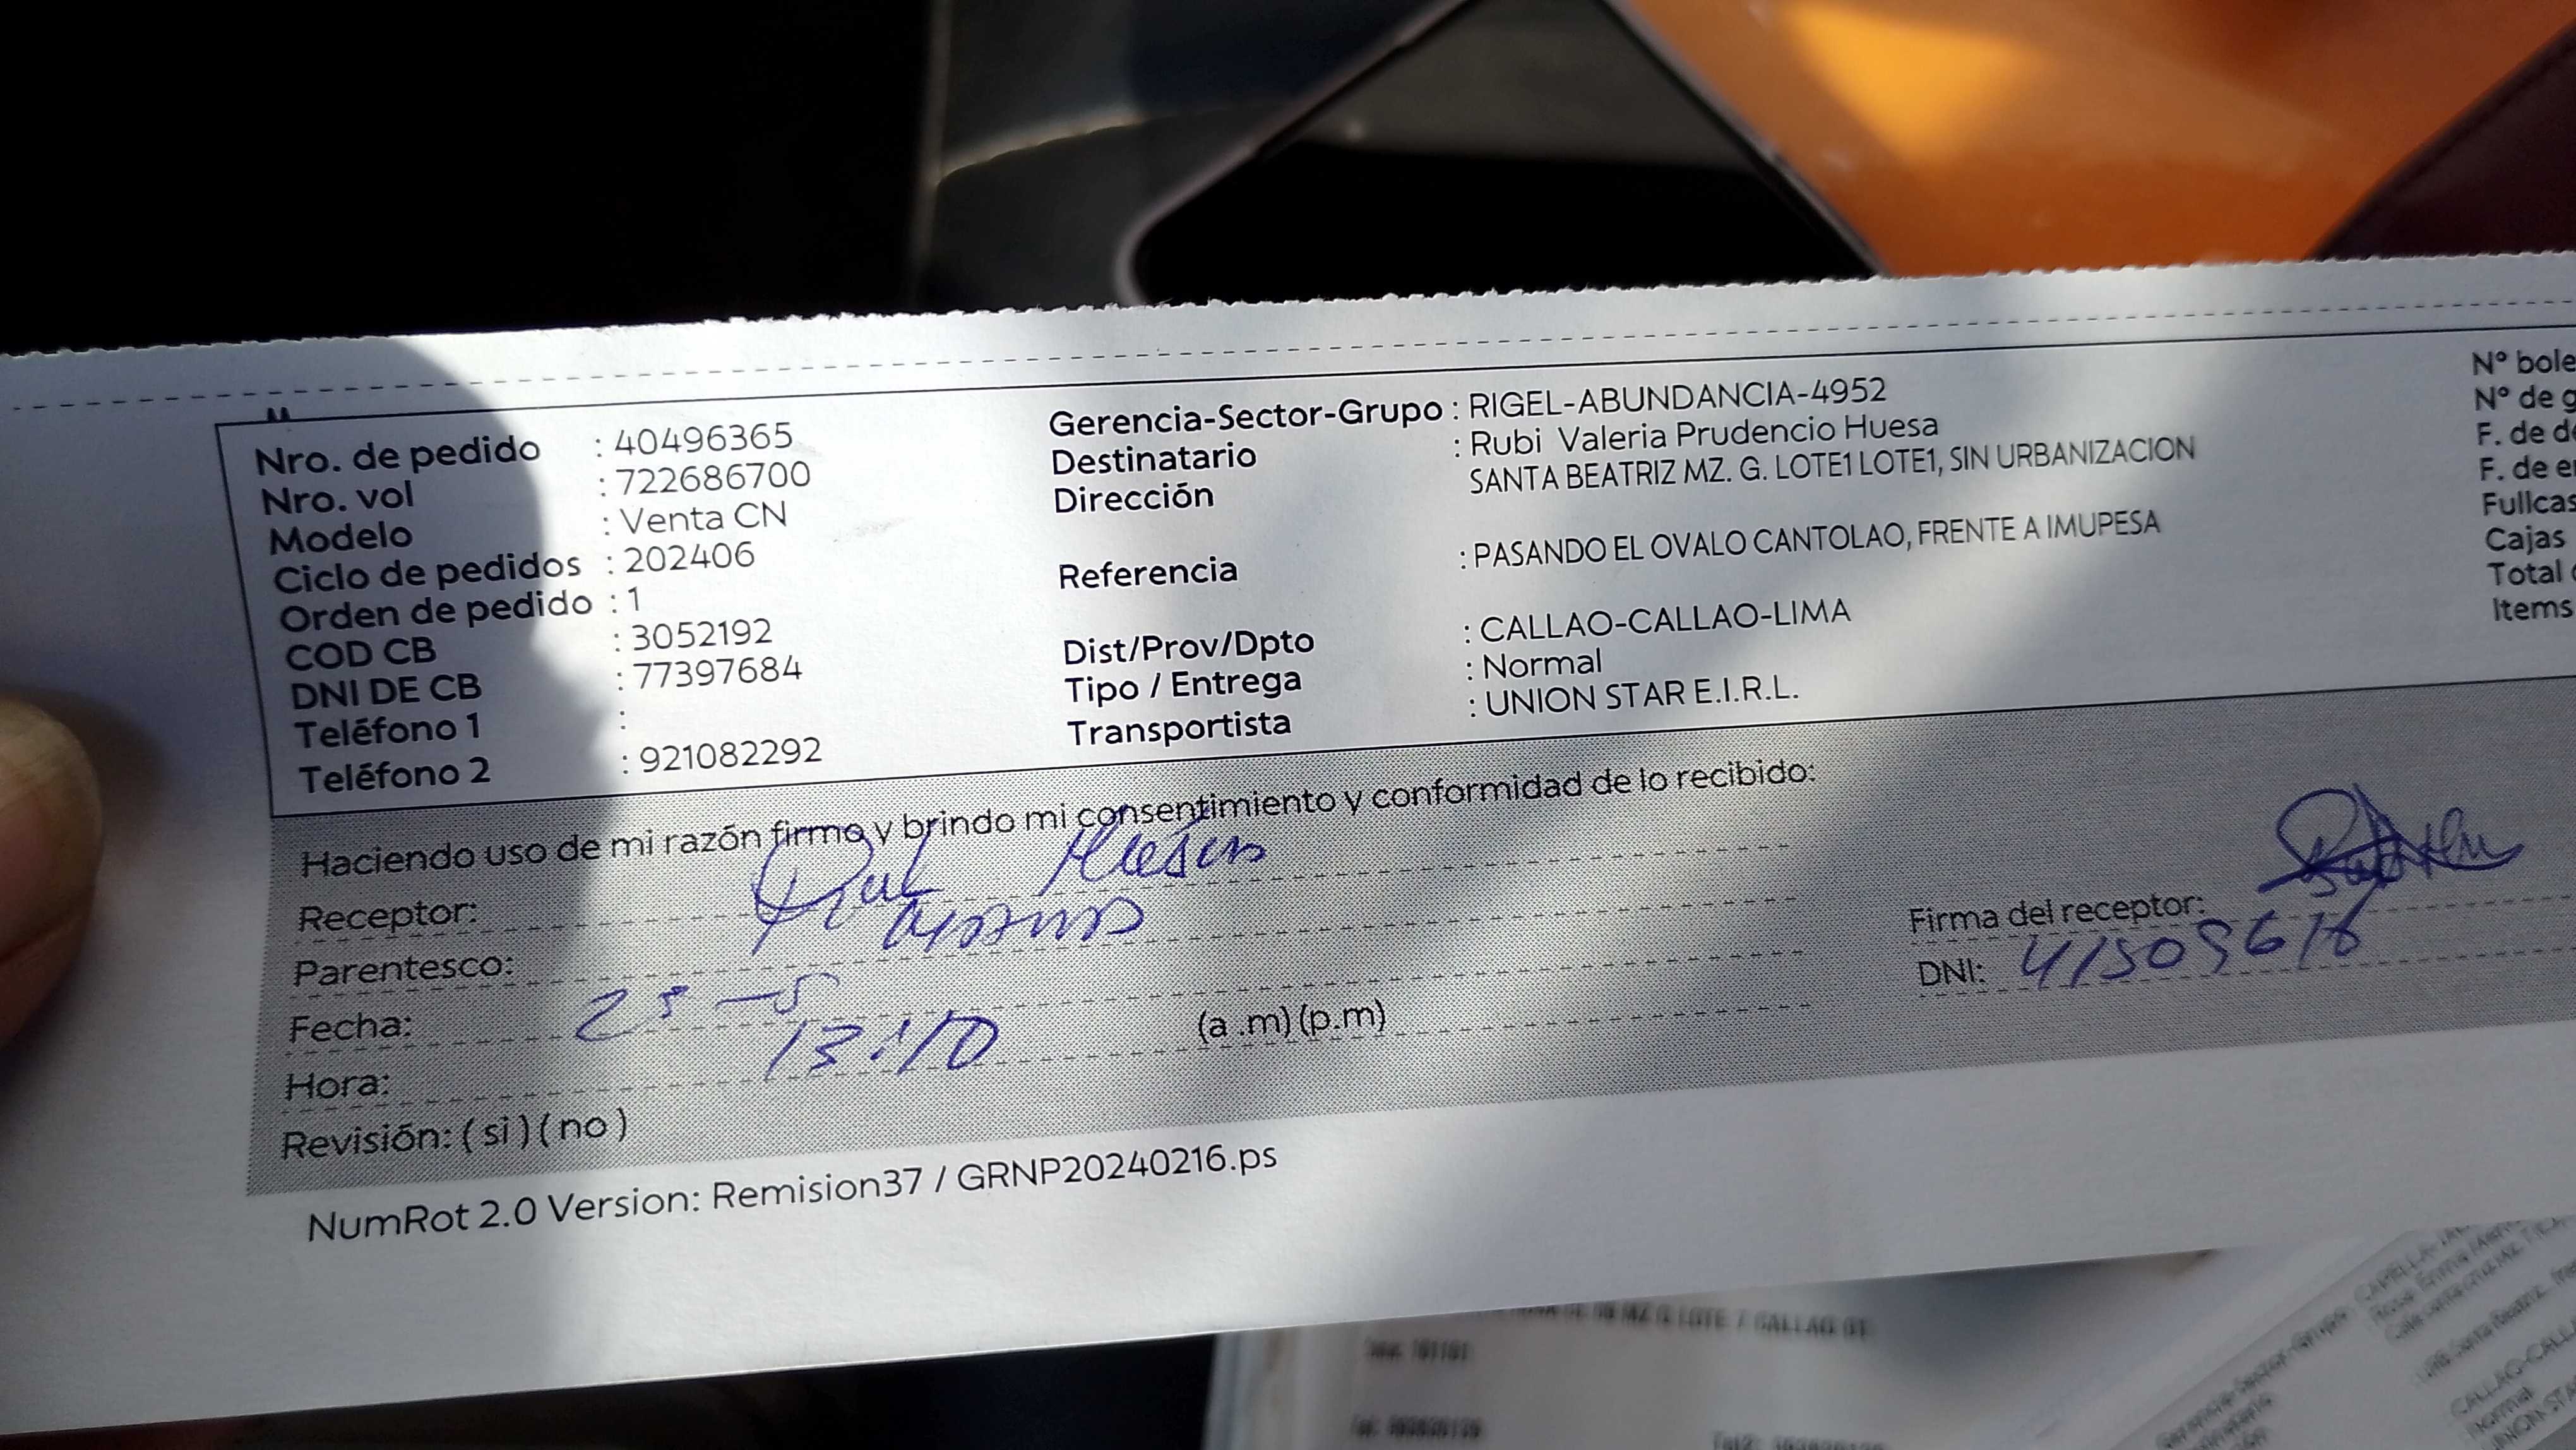 Nro. de pedido : 40496365
Nro. vol : 722686700
Modelo : Venta CN
Ciclo de pedidos : 202406
Orden de pedido : 1
COD CB : 3052192
DNI DE CB : 77397684
Teléfono 1 :
Teléfono 2 : 921082292
Gerencia-Sector-Grupo : RIGEL-ABUNDANCIA-4952
Destinatario : Rubi Valeria Prudencio Huesa
Dirección SANTA BEATRIZ MZ. G. LOTE1 LOTE1, SIN URBANIZACION
Referencia : PASANDO EL OVALO CANTOLAO, FRENTE A IMUPESA
Dist/Prov/Dpto : CALLAO-CALLAO-LIMA
Tipo / Entrega : Normal
Transportista : UNION STAR E.I.R.L.
N° bole
N° de g
F. de de
F. de en
Fullcas
Cajas
Total
Items
Haciendo uso de mi razón firmo y brindo mi consentimiento y conformidad de lo recibido:
Receptor:
Parentesco:
Fecha:
Hora: 13:10 (a .m) (p.m)
Revisión: ( si ) ( no )
Firma del receptor:
DNI:
NumRot 2.0 Version: Remision37 / GRNP20240216.ps